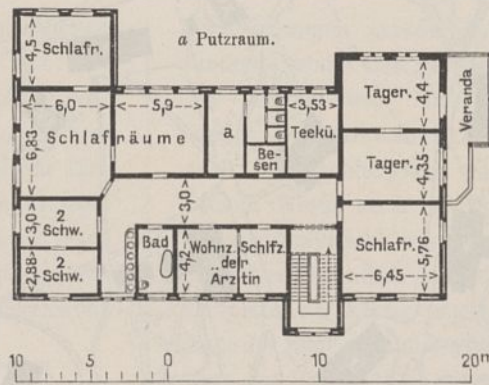 a Putzraum.
4,5
Schlafr.
6,0
5,9
3,53
6,83
Schlafräume
a
Teekü.
Be-
sen
Tager.
4,4
Veranda
Tager.
4,35
3,0
3,0
2
Schw.
2,88
2
Schw.
Bad
4,2
Wohnz.
Schlfz.
der
Ärztin
Schlafr.
5,76
6,45
10
5
0
10
20m